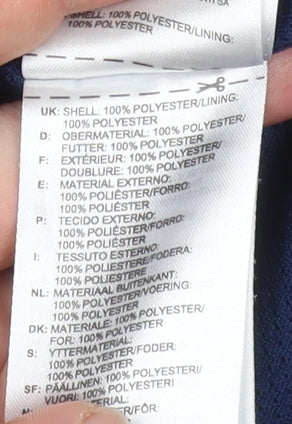 SHELL: 100% POLYESTER/LINING:
100% POLYESTER
UK: SHELL: 100% POLYESTER/LINING:
100% POLYESTER
D: OBERMATERIAL: 100% POLYESTER/
FUTTER: 100% POLYESTER
F: EXTÉRIEUR: 100% POLYESTER/
DOUBLURE: 100% POLYESTER
E: MATERIAL EXTERNO:
100% POLIÉSTER/FORRO:
100% POLIÉSTER
P: TECIDO EXTERNO:
100% POLIÉSTER/FORRO:
100% POLIÉSTER
I: TESSUTO ESTERNO:
100% POLIESTERE/FODERA:
100% POLIESTERE
NL: MATERIAAL BUITENKANT:
100% POLYESTER/VOERING:
100% POLYESTER
DK: MATERIALE: 100% POLYESTER/
FOR: 100% POLYESTER
S: YTTERMATERIAL:
100% POLYESTER/FODER:
100% POLYESTER
SF: PÄÄLLINEN: 100% POLYESTERI/
VUORI: 100% POLYESTERI